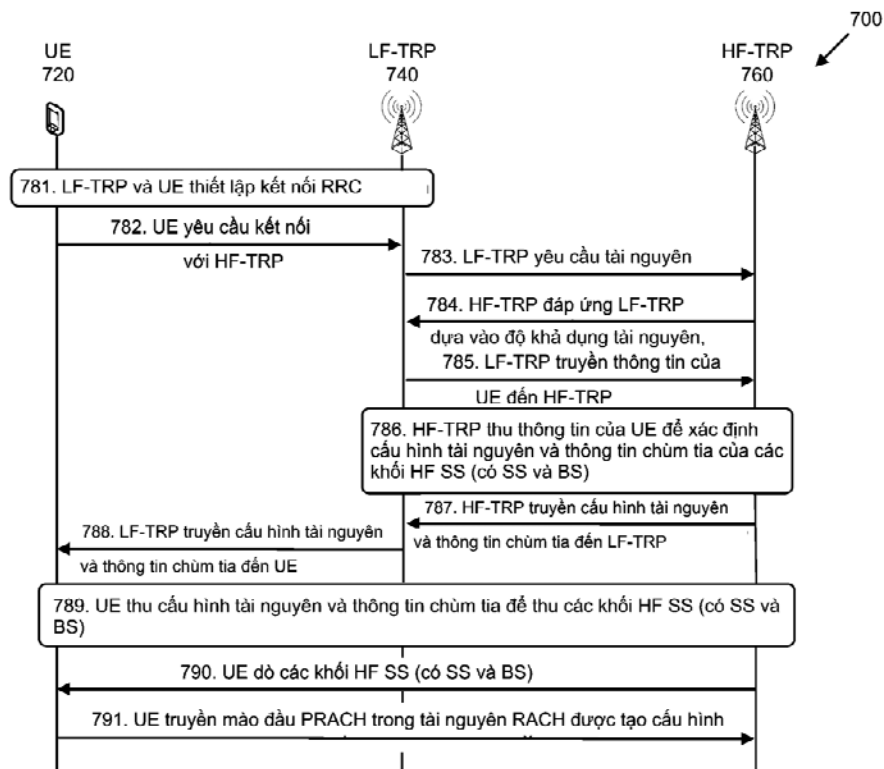 700
UE
720
LF-TRP
740
HF-TRP
760
781. LF-TRP và UE thiết lập kết nối RRC
782. UE yêu cầu kết nối
với HF-TRP
783. LF-TRP yêu cầu tài nguyên
784. HF-TRP đáp ứng LF-TRP
dựa vào độ khả dụng tài nguyên,
785. LF-TRP truyền thông tin của
UE đến HF-TRP
786. HF-TRP thu thông tin của UE để xác định
cấu hình tài nguyên và thông tin chùm tia của các
khối HF SS (có SS và BS)
787. HF-TRP truyền cấu hình tài nguyên
và thông tin chùm tia đến LF-TRP
788. LF-TRP truyền cấu hình tài nguyên
và thông tin chùm tia đến UE
789. UE thu cấu hình tài nguyên và thông tin chùm tia để thu các khối HF SS (có SS và
BS)
790. UE dò các khối HF SS (có SS và BS)
791. UE truyền mào đầu PRACH trong tài nguyên RACH được tạo cấu hình